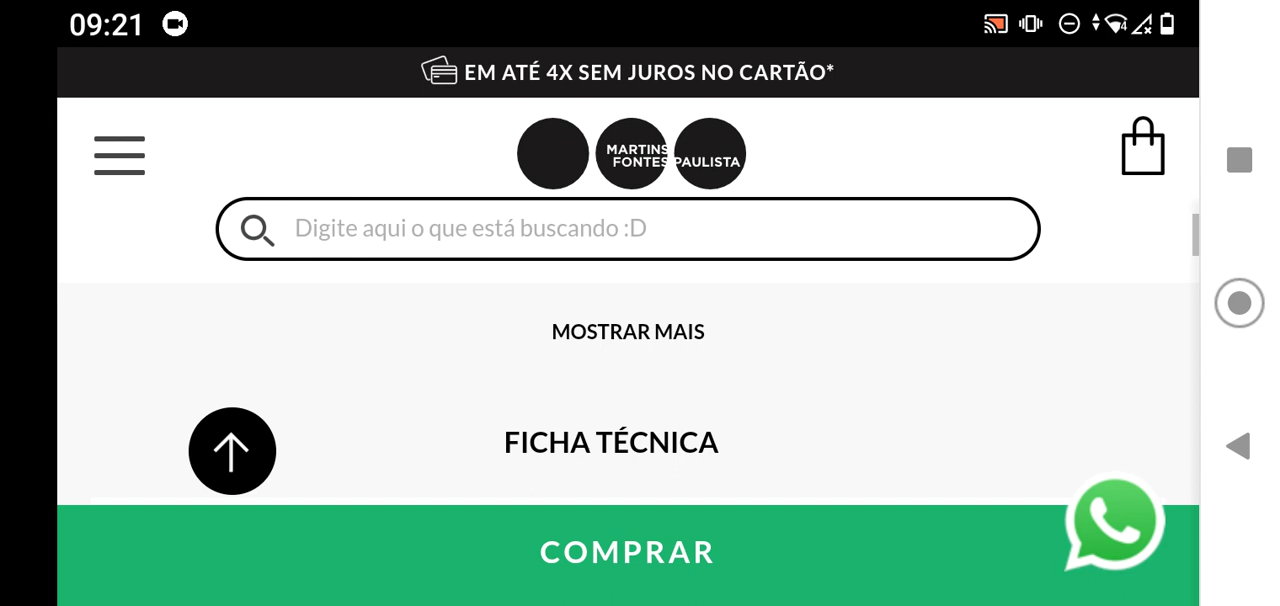 09:21
4
EM ATÉ 4X SEM JUROS NO CARTÃO*
MARTINS
FONTES PAULISTA
Digite aqui o que está buscando :D
MOSTRAR MAIS
FICHA TÉCNICA
COMPRAR